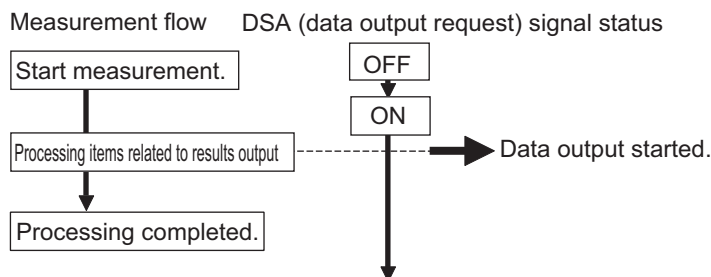 Measurement flow
DSA (data output request) signal status
Start measurement.
OFF
ON
Processing items related to results output
Data output started.
Processing completed.